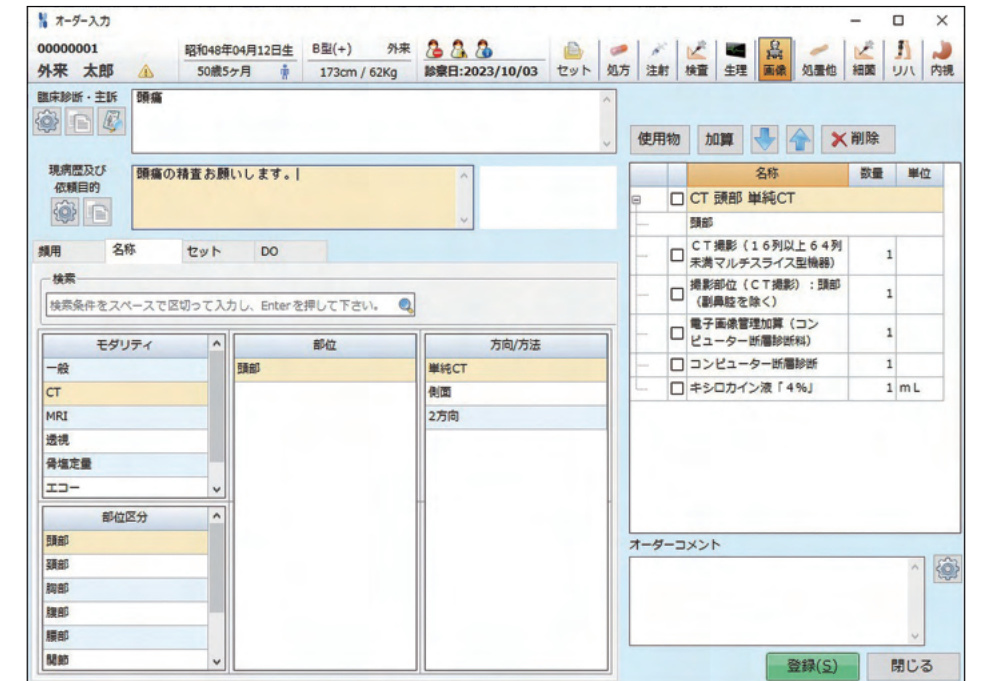 オーダー入力
00000001
昭和48年04月12日生
B型(+) 外来
外来 太郎
50歳5ヶ月
173cm / 62Kg
診察日:2023/10/03
セット
処方
注射
検査
生理
画像
処置他
細菌
リハ
内視
臨床診断・主訴
頭痛
現病歴及び
依頼目的
頭痛の精査お願いします。
頻用
名称
セット
DO
検索
検索条件をスペースで区切って入力し、Enterを押して下さい。
モダリティ
一般
CT
MRI
透視
骨塩定量
エコー
部位区分
頭部
頚部
胸部
腹部
腰部
関節
部位
頭部
方向/方法
単純CT
側面
2方向
使用物
加算
削除
名称 数量 単位
CT 頭部 単純CT
頭部
CT撮影(16列以上64列
未満マルチスライス型機器) 1
撮影部位(CT撮影):頭部
(副鼻腔を除く) 1
電子画像管理加算(コン
ピューター断層診断料) 1
コンピューター断層診断 1
キシロカイン液「4%」 1 mL
オーダーコメント
登録(S)
閉じる